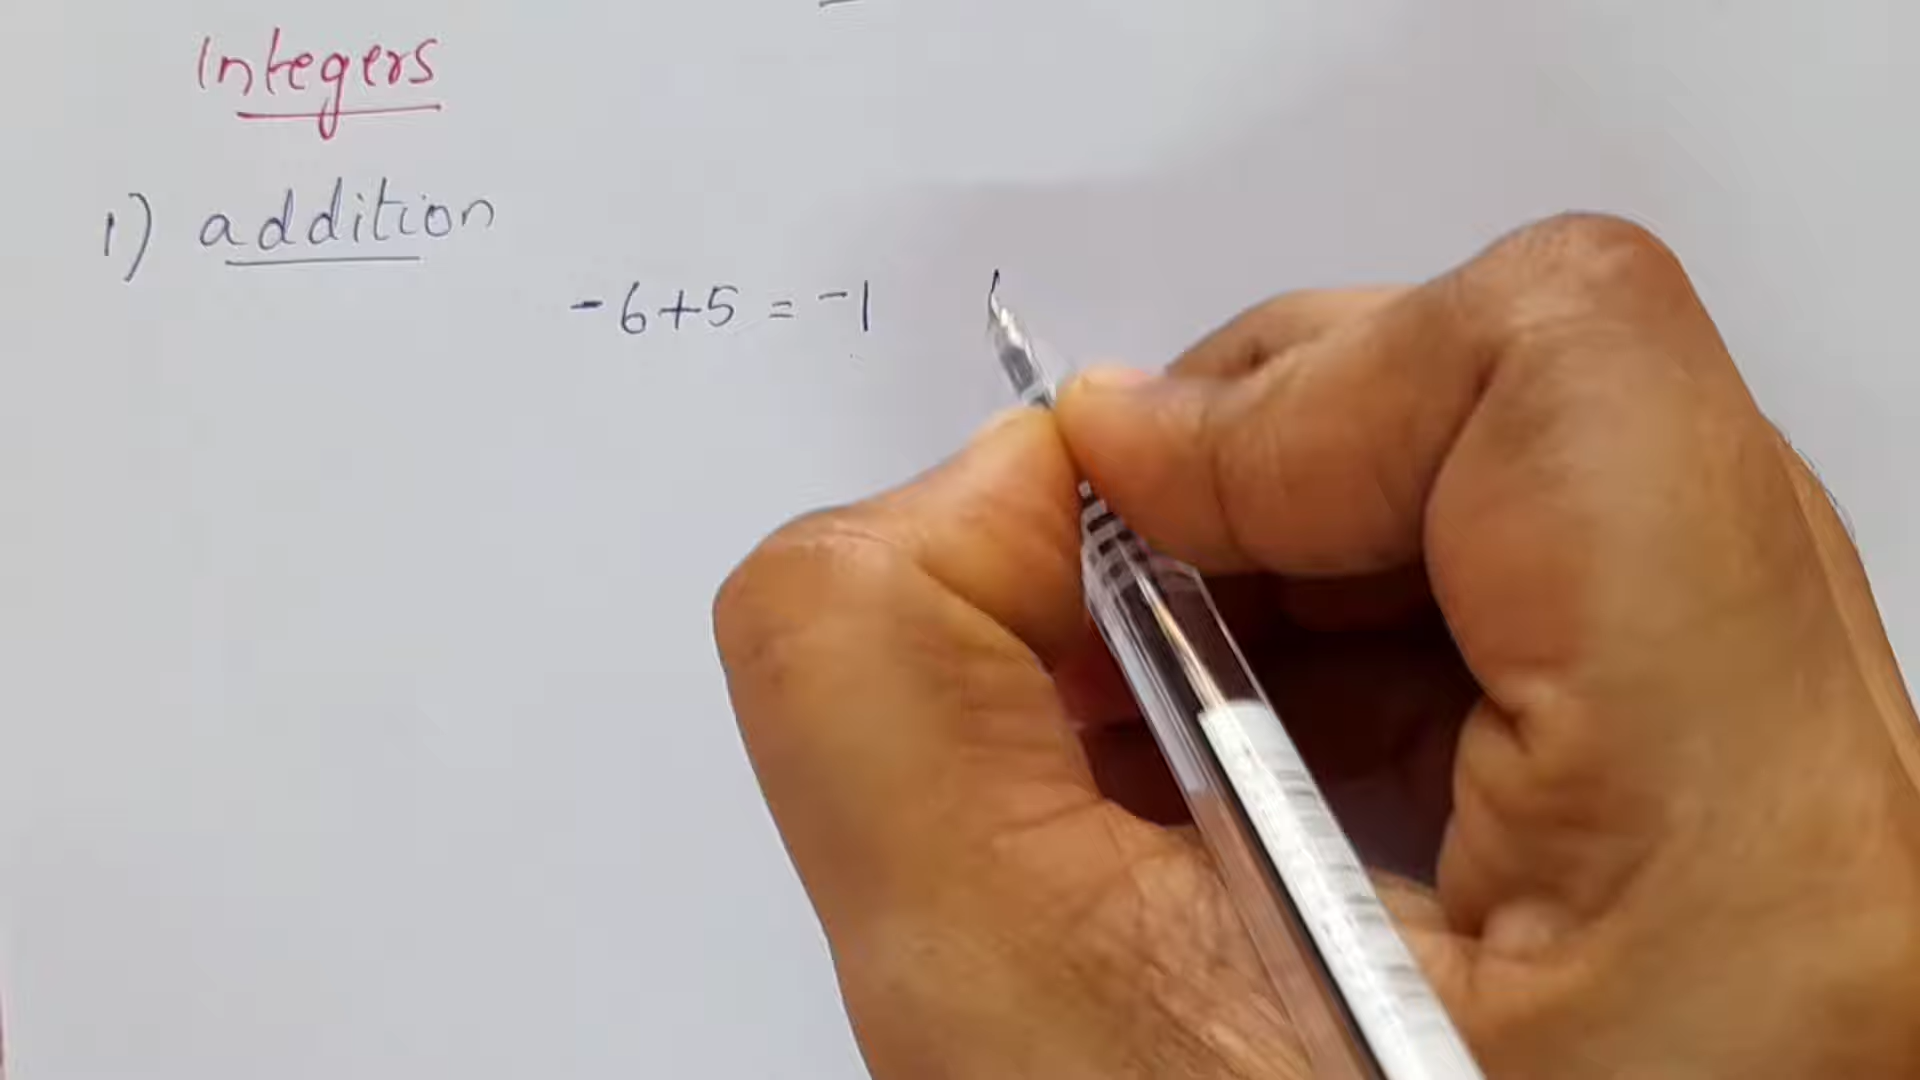 Integers
1) addition
-6+5 = -1